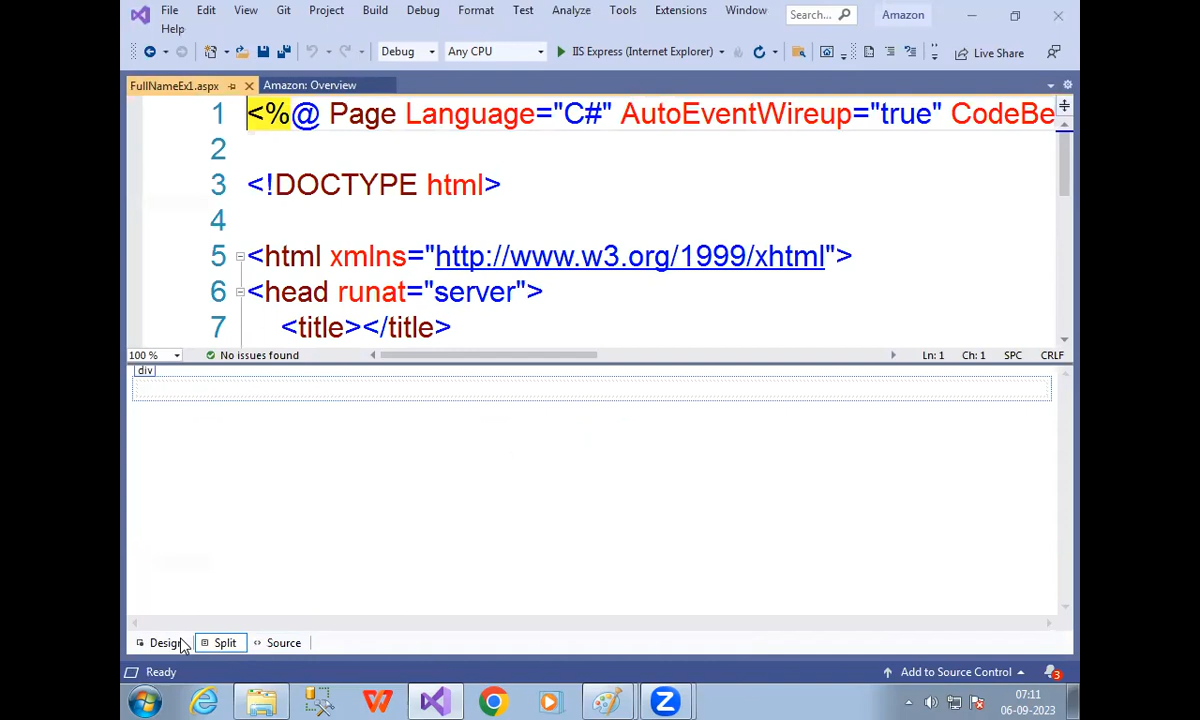 File Edit View Git Project Build Debug Format Test Analyze Tools Extensions Window Search... Amazon
Help
Debug Any CPU IIS Express (Internet Explorer) Live Share
FullNameEx1.aspx Amazon: Overview
1 <%@ Page Language="C#" AutoEventWireup="true" CodeBe
2
3 <!DOCTYPE html>
4
5 <html xmlns="http://www.w3.org/1999/xhtml">
6 <head runat="server">
7 <title></title>
100 % No issues found Ln: 1 Ch: 1 SPC CRLF
div
Design Split Source
Ready Add to Source Control 3
07:11
06-09-2023